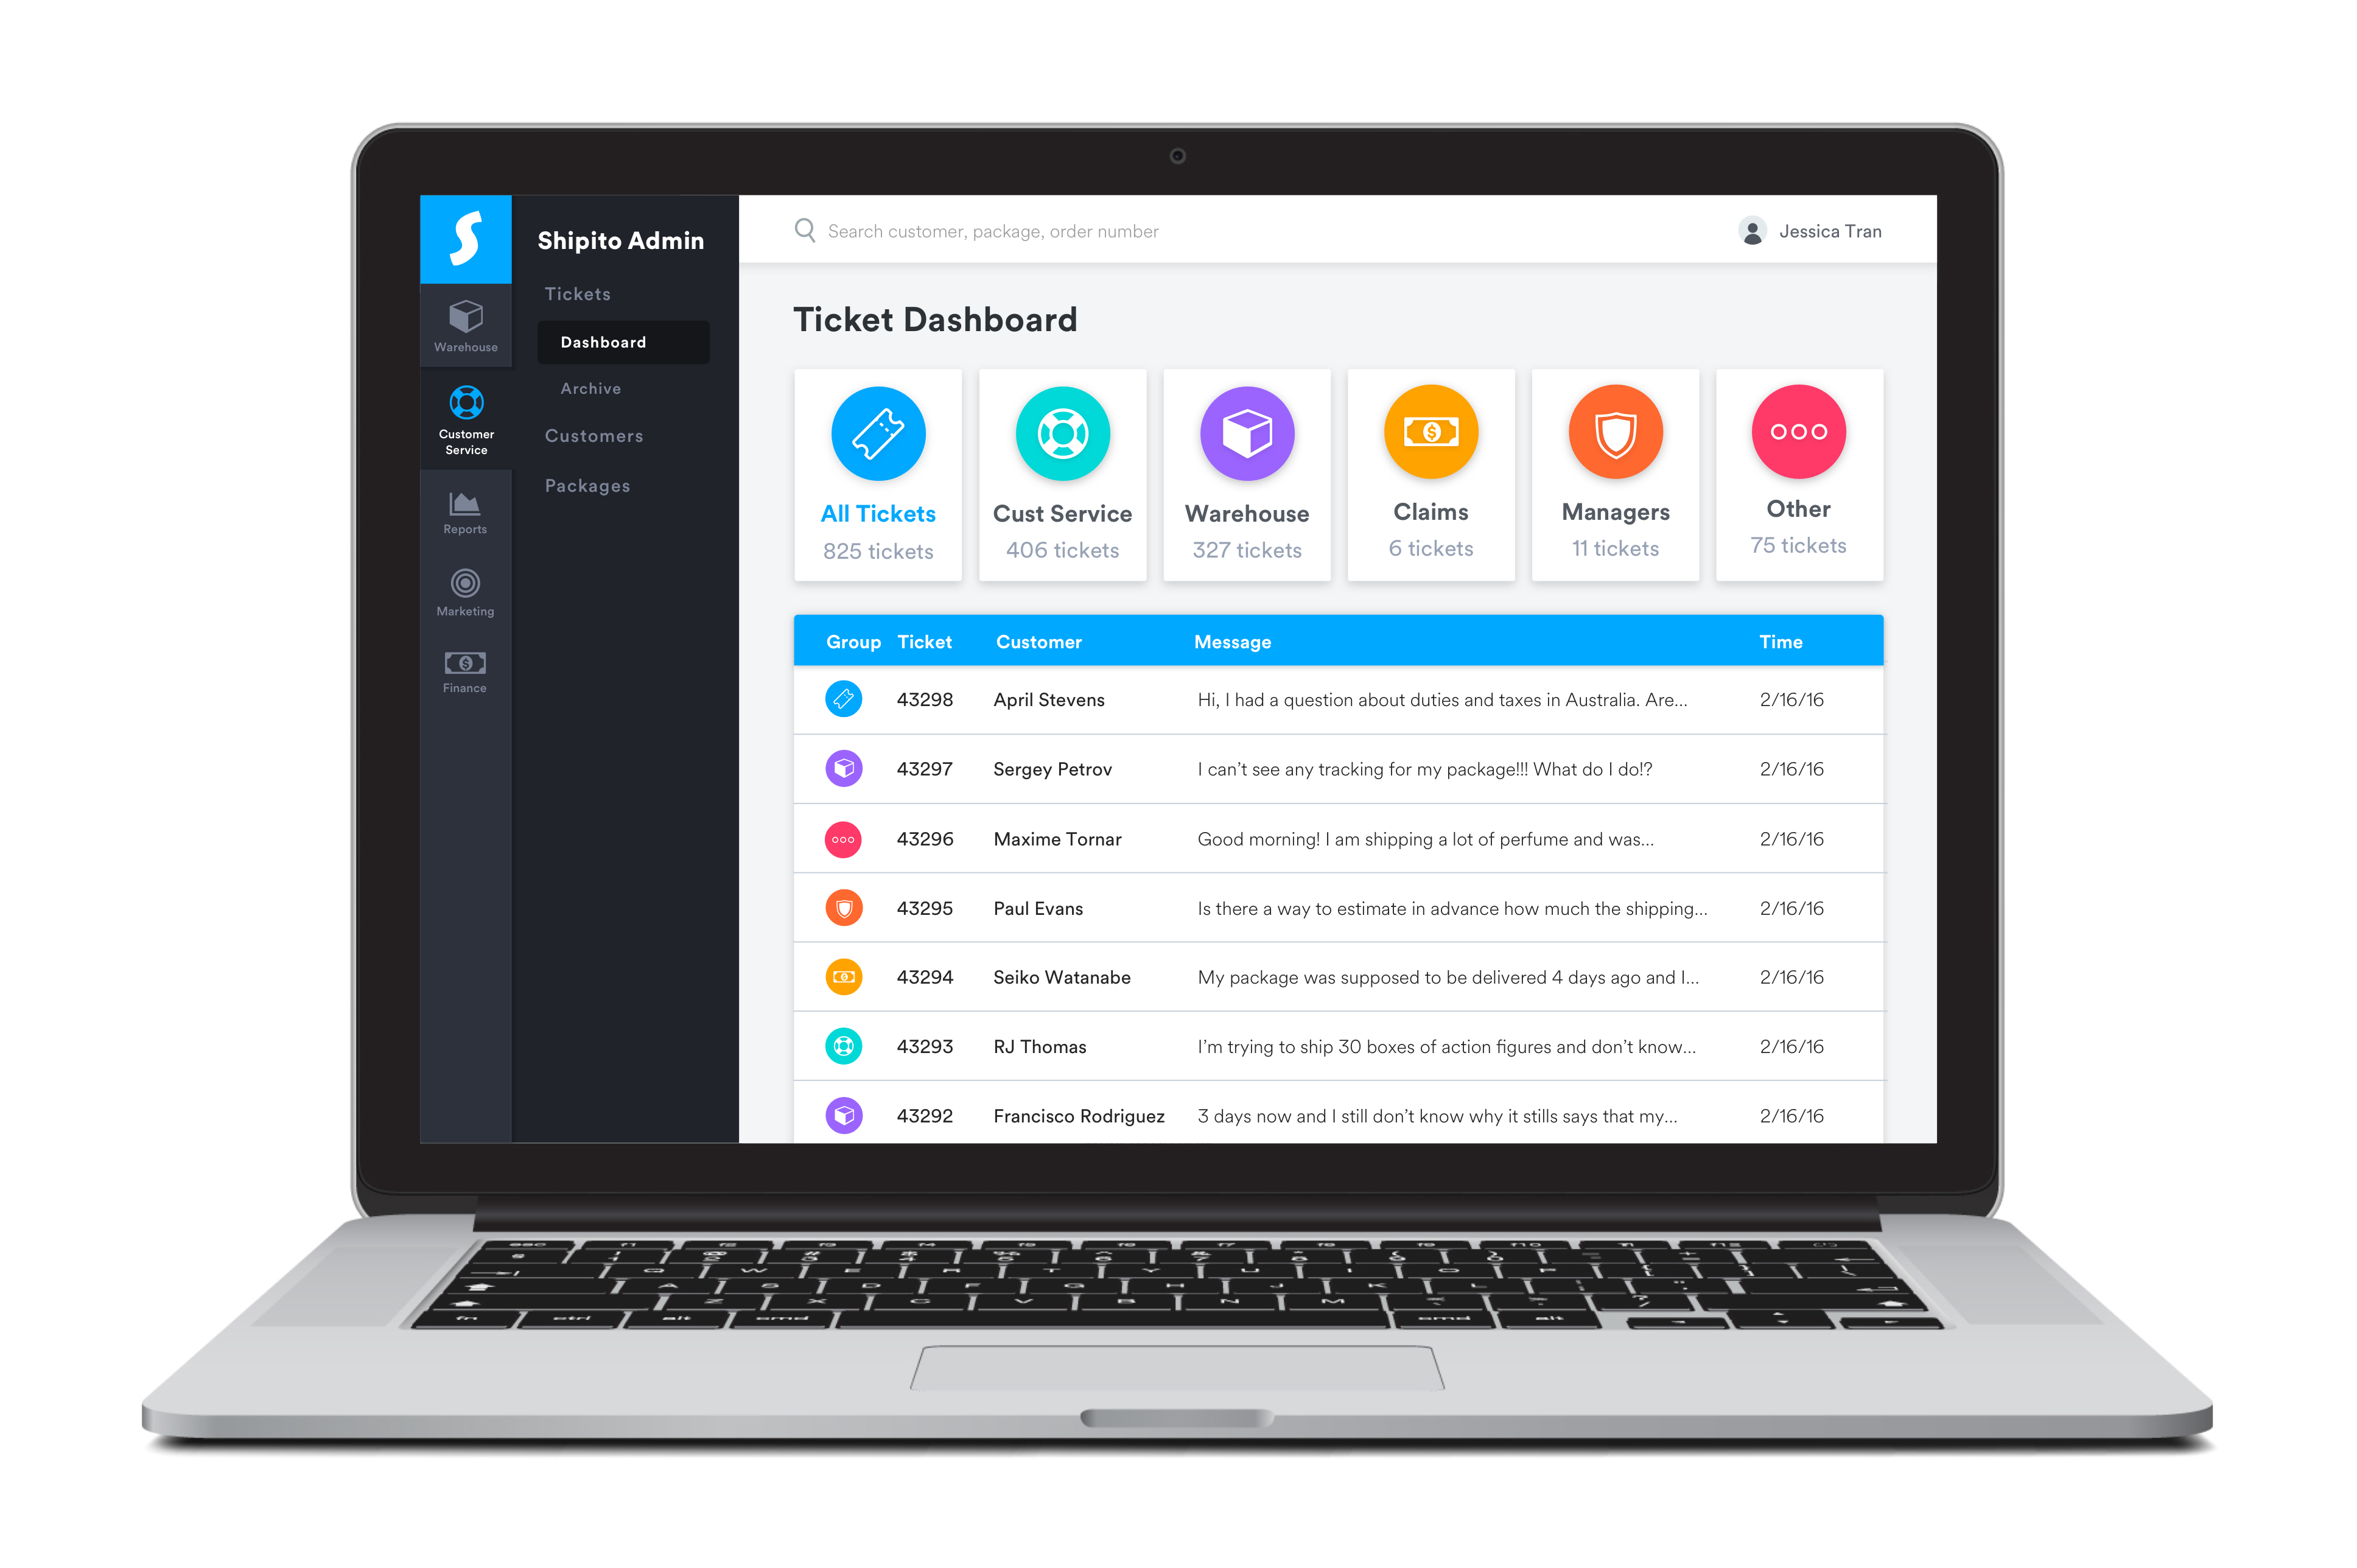 Shipito Admin
Search customer, package, order number
Jessica Tran
Warehouse
Customer
Service
Reports
Marketing
Finance
Tickets
Dashboard
Archive
Customers
Packages
Ticket Dashboard
All Tickets
825 tickets
Cust Service
406 tickets
Warehouse
327 tickets
Claims
6 tickets
Managers
11 tickets
Other
75 tickets
Group Ticket Customer Message Time
43298 April Stevens Hi, I had a question about duties and taxes in Australia. Are... 2/16/16
43297 Sergey Petrov I can't see any tracking for my package!!! What do I do!? 2/16/16
43296 Maxime Tornar Good morning! I am shipping a lot of perfume and was... 2/16/16
43295 Paul Evans Is there a way to estimate in advance how much the shipping... 2/16/16
43294 Seiko Watanabe My package was supposed to be delivered 4 days ago and I... 2/16/16
43293 RJ Thomas I'm trying to ship 30 boxes of action figures and don't know... 2/16/16
43292 Francisco Rodriguez 3 days now and I still don't know why it stills says that my... 2/16/16
fn ctrl alt cmd cmd alt